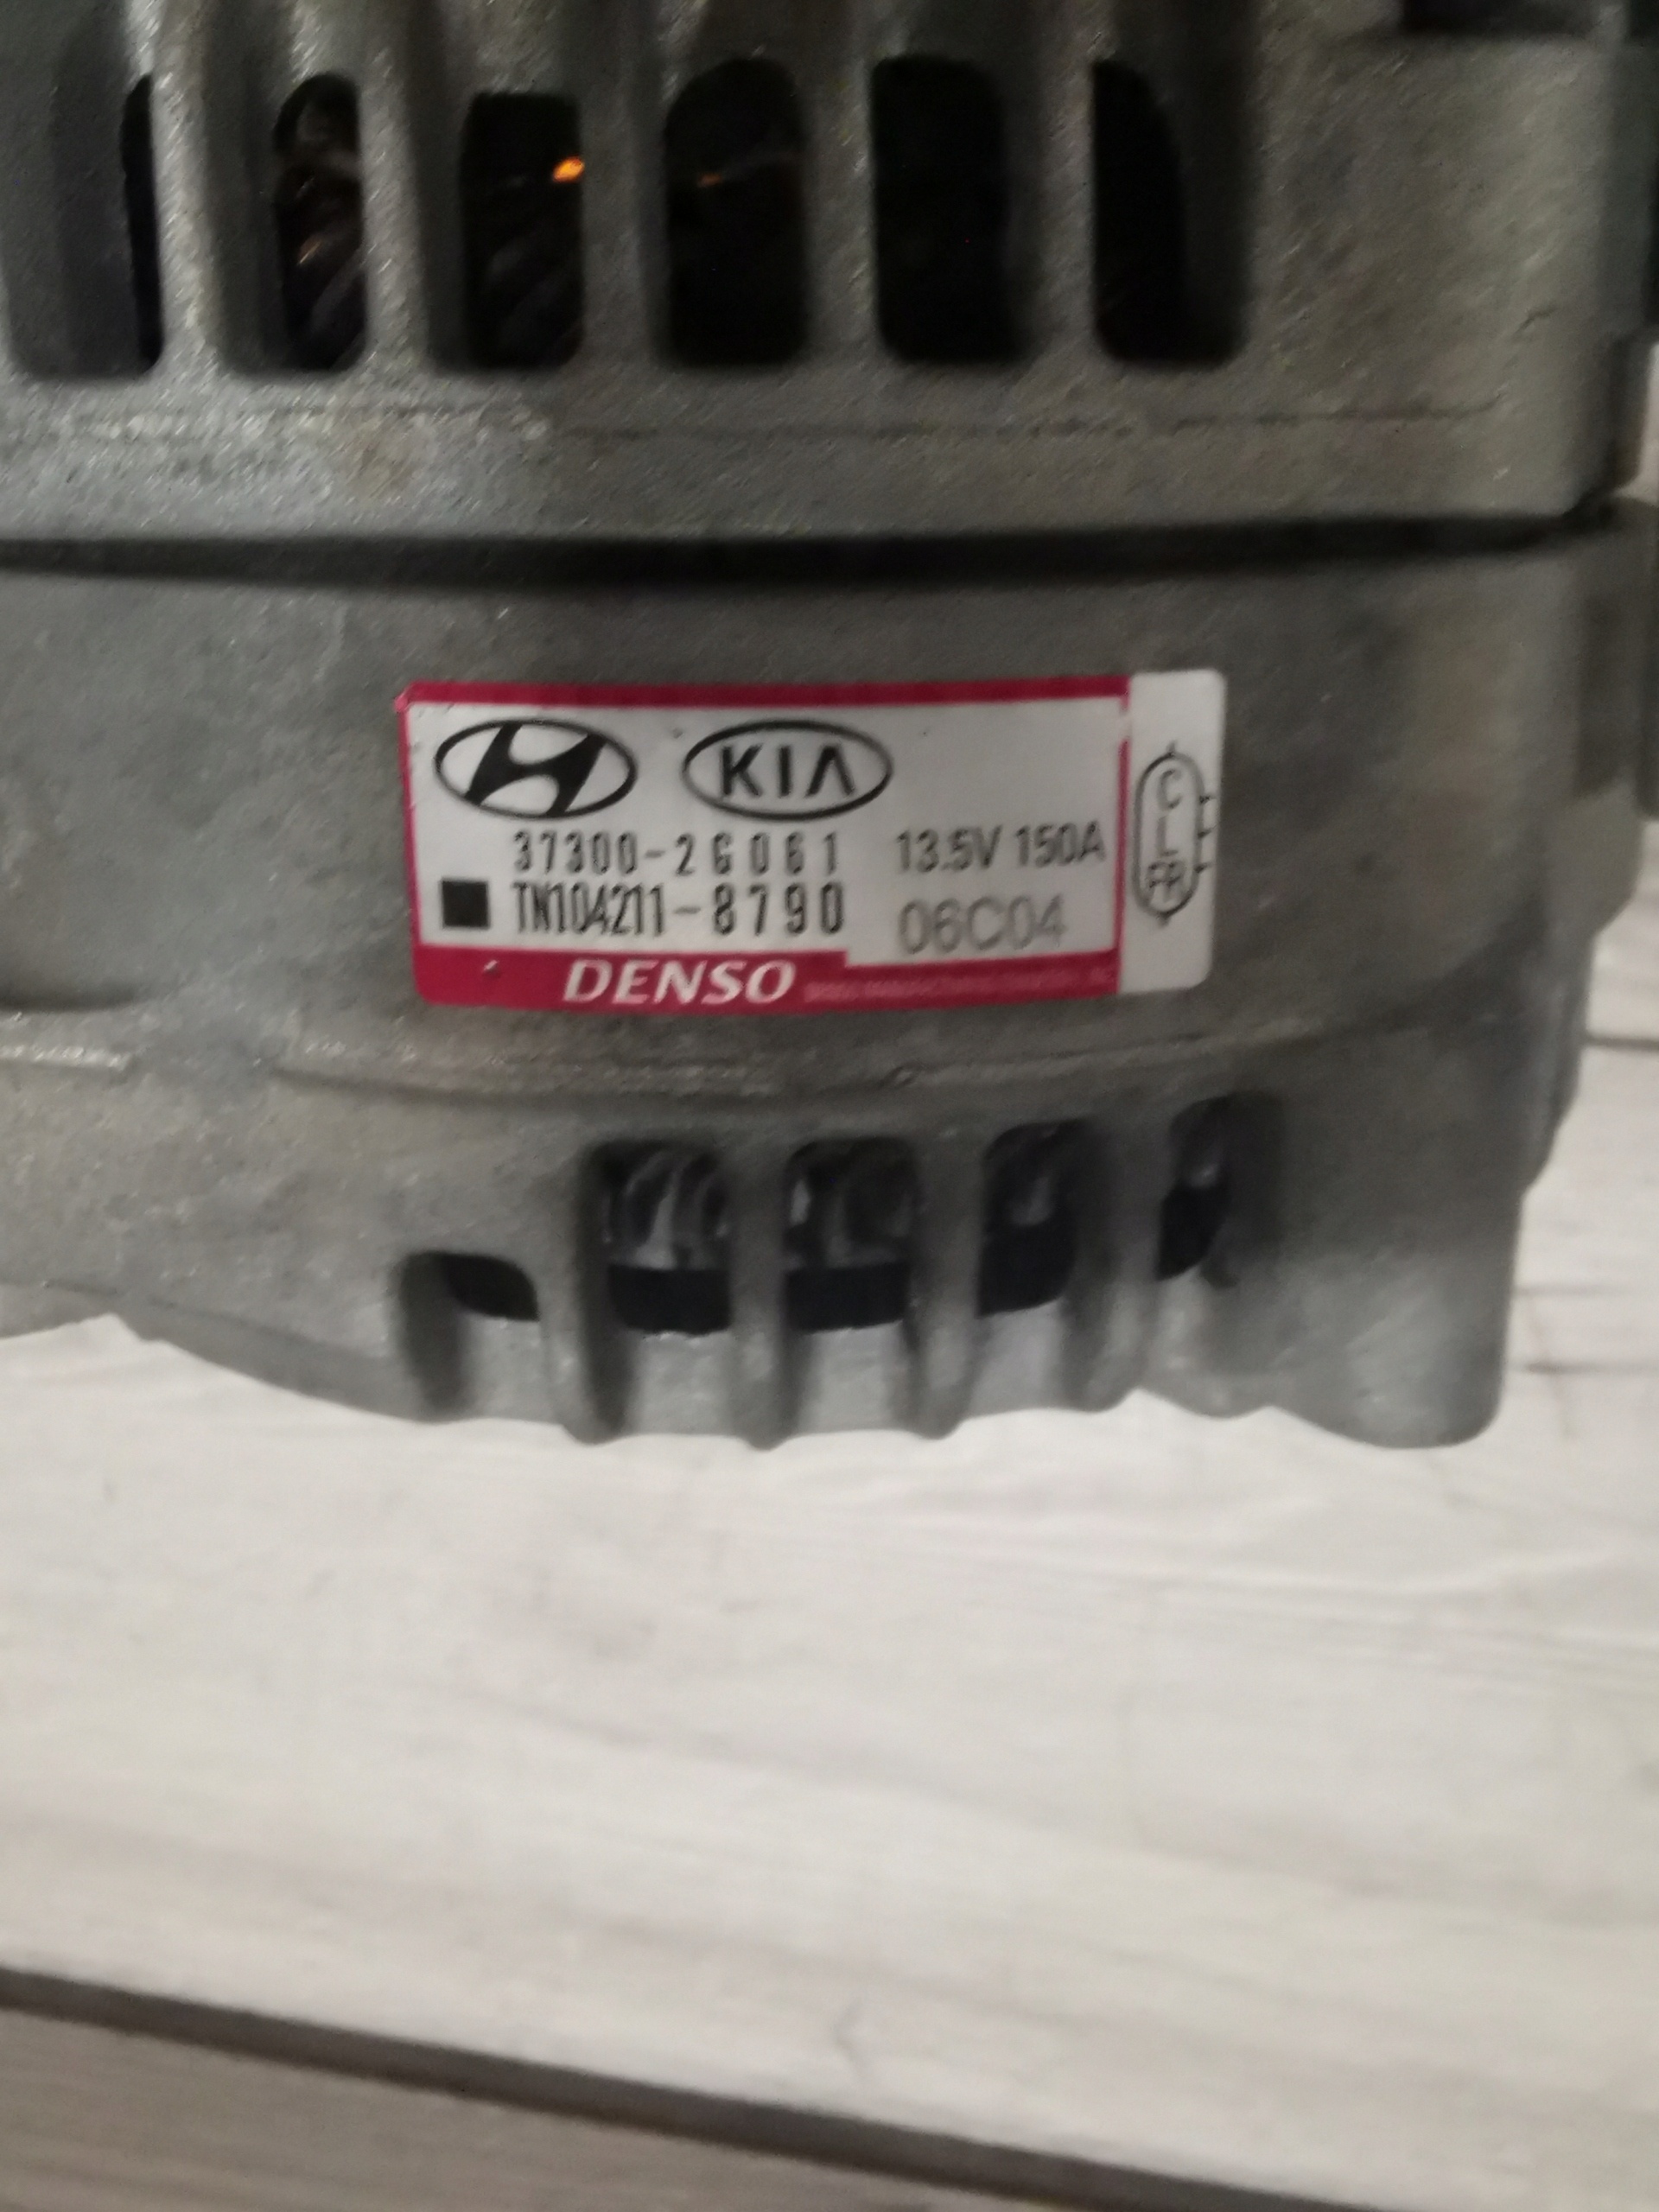 KIA
37300-2G061 13.5V 150A
TN104211-8790 06C04
DENSO
C
L
FR